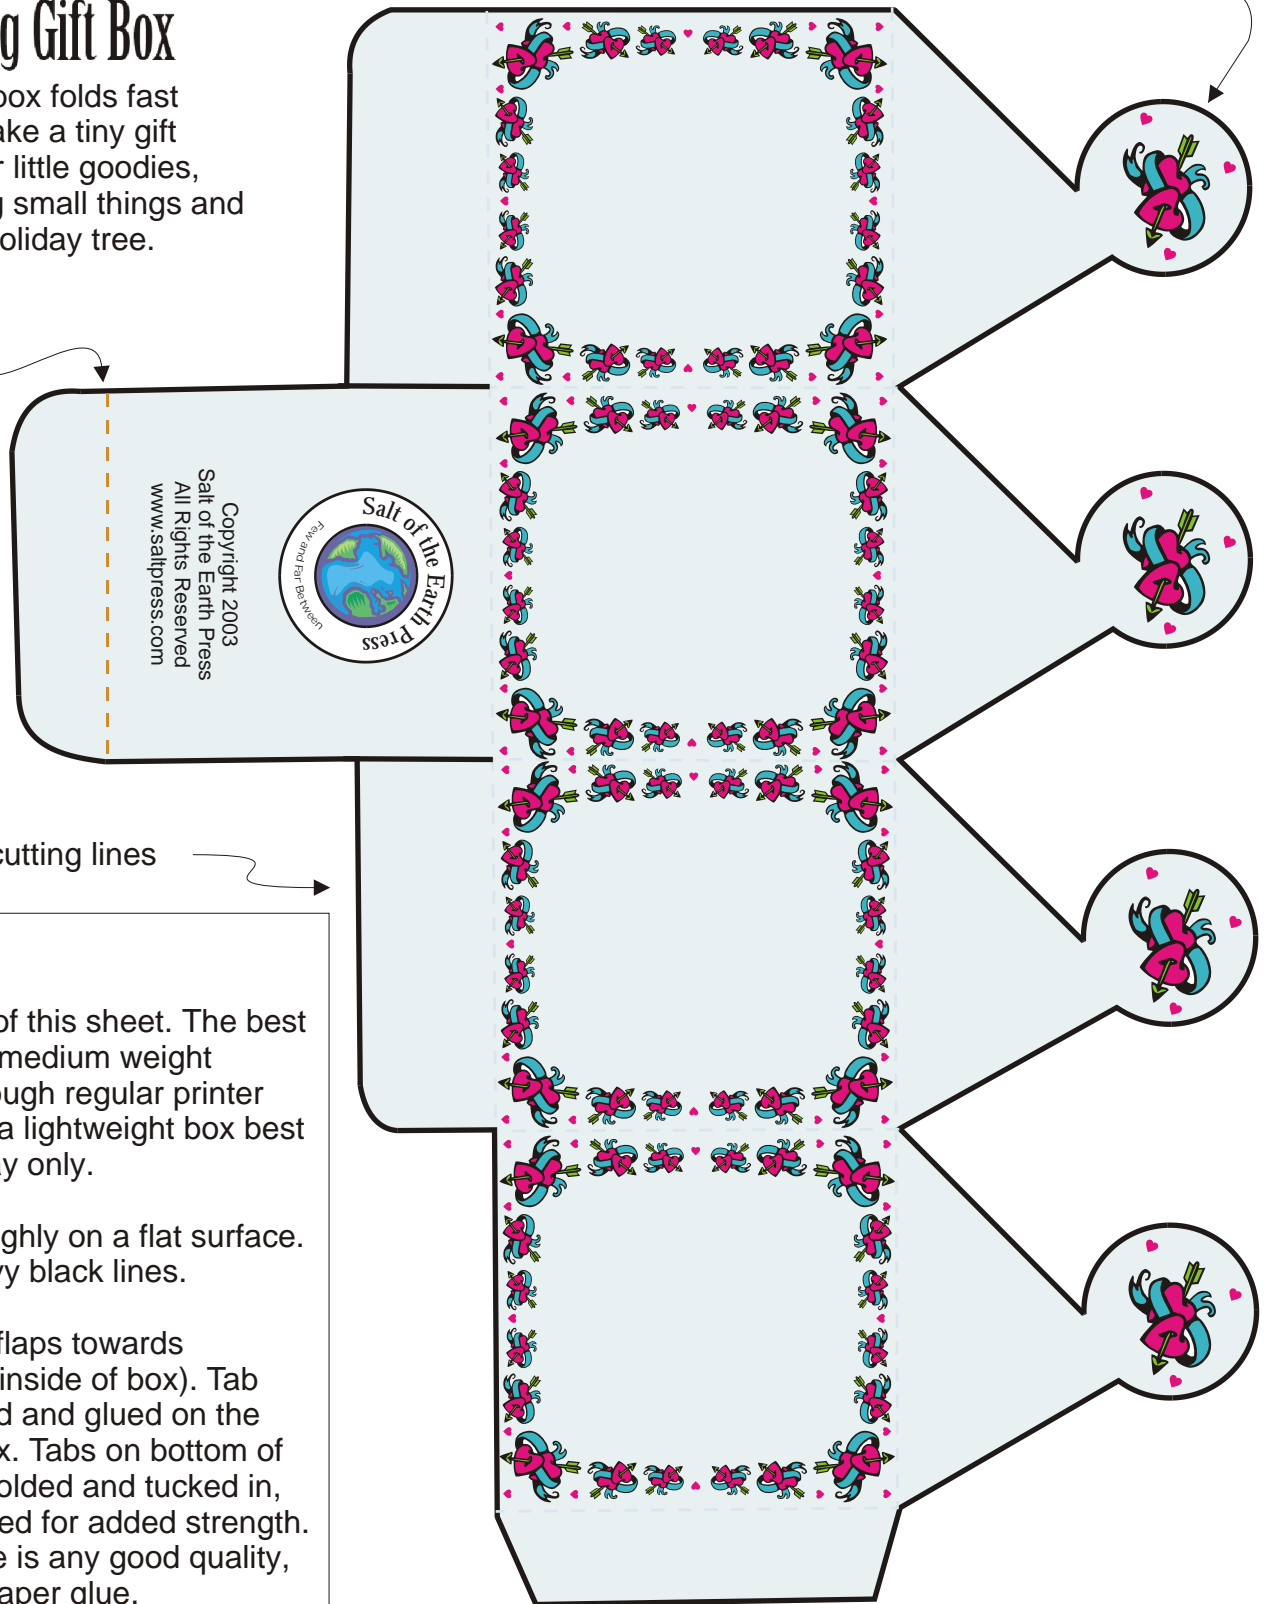 g Gift Box
box folds fast
ake a tiny gift
r little goodies,
g small things and
oliday tree.
Copyright 2003
Salt of the Earth Press
All Rights Reserved
www.saltpress.com
Salt of the Earth Press
Few and Far Between
cutting lines
of this sheet. The best
medium weight
ough regular printer
a lightweight box best
ay only.
ghly on a flat surface.
vy black lines.
flaps towards
inside of box). Tab
d and glued on the
x. Tabs on bottom of
olded and tucked in,
ed for added strength.
e is any good quality,
aper glue.